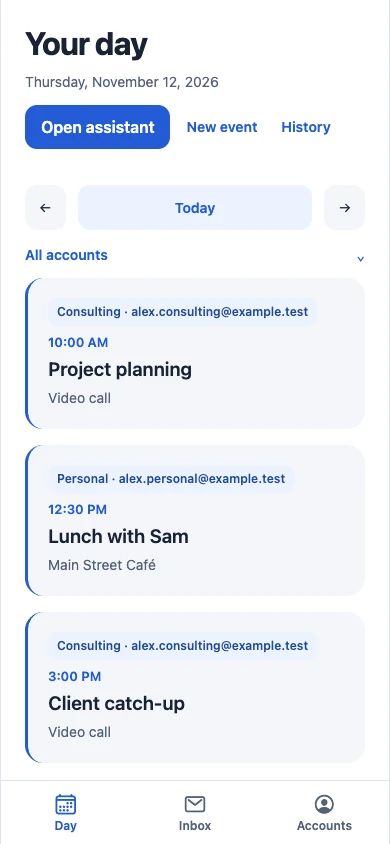 Your day
Thursday, November 12, 2026
Open assistant
New event
History
←
Today
→
All accounts
Consulting · alex.consulting@example.test
10:00 AM
Project planning
Video call
Personal · alex.personal@example.test
12:30 PM
Lunch with Sam
Main Street Café
Consulting · alex.consulting@example.test
3:00 PM
Client catch-up
Video call
Day
Inbox
Accounts